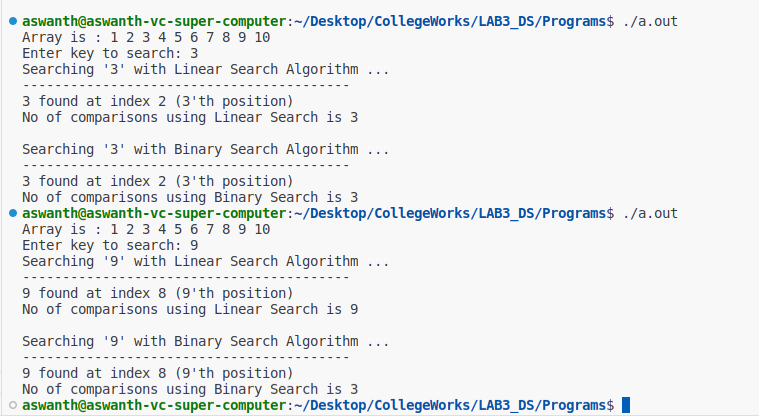 aswanth@aswanth-vc-super-computer:~/Desktop/CollegeWorks/LAB3_DS/Programs$ ./a.out
Array is : 1 2 3 4 5 6 7 8 9 10
Enter key to search: 3
Searching '3' with Linear Search Algorithm ...
-----------------------------------------
3 found at index 2 (3'th position)
No of comparisons using Linear Search is 3

Searching '3' with Binary Search Algorithm ...
-----------------------------------------
3 found at index 2 (3'th position)
No of comparisons using Binary Search is 3
aswanth@aswanth-vc-super-computer:~/Desktop/CollegeWorks/LAB3_DS/Programs$ ./a.out
Array is : 1 2 3 4 5 6 7 8 9 10
Enter key to search: 9
Searching '9' with Linear Search Algorithm ...
-----------------------------------------
9 found at index 8 (9'th position)
No of comparisons using Linear Search is 9

Searching '9' with Binary Search Algorithm ...
-----------------------------------------
9 found at index 8 (9'th position)
No of comparisons using Binary Search is 3
aswanth@aswanth-vc-super-computer:~/Desktop/CollegeWorks/LAB3_DS/Programs$